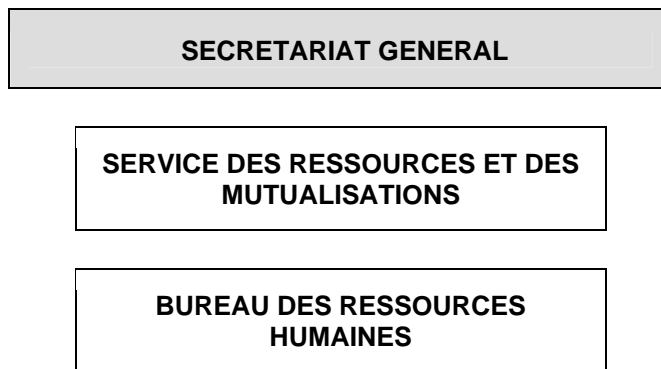 SECRETARIAT GENERAL
SERVICE DES RESSOURCES ET DES
MUTUALISATIONS
BUREAU DES RESSOURCES
HUMAINES